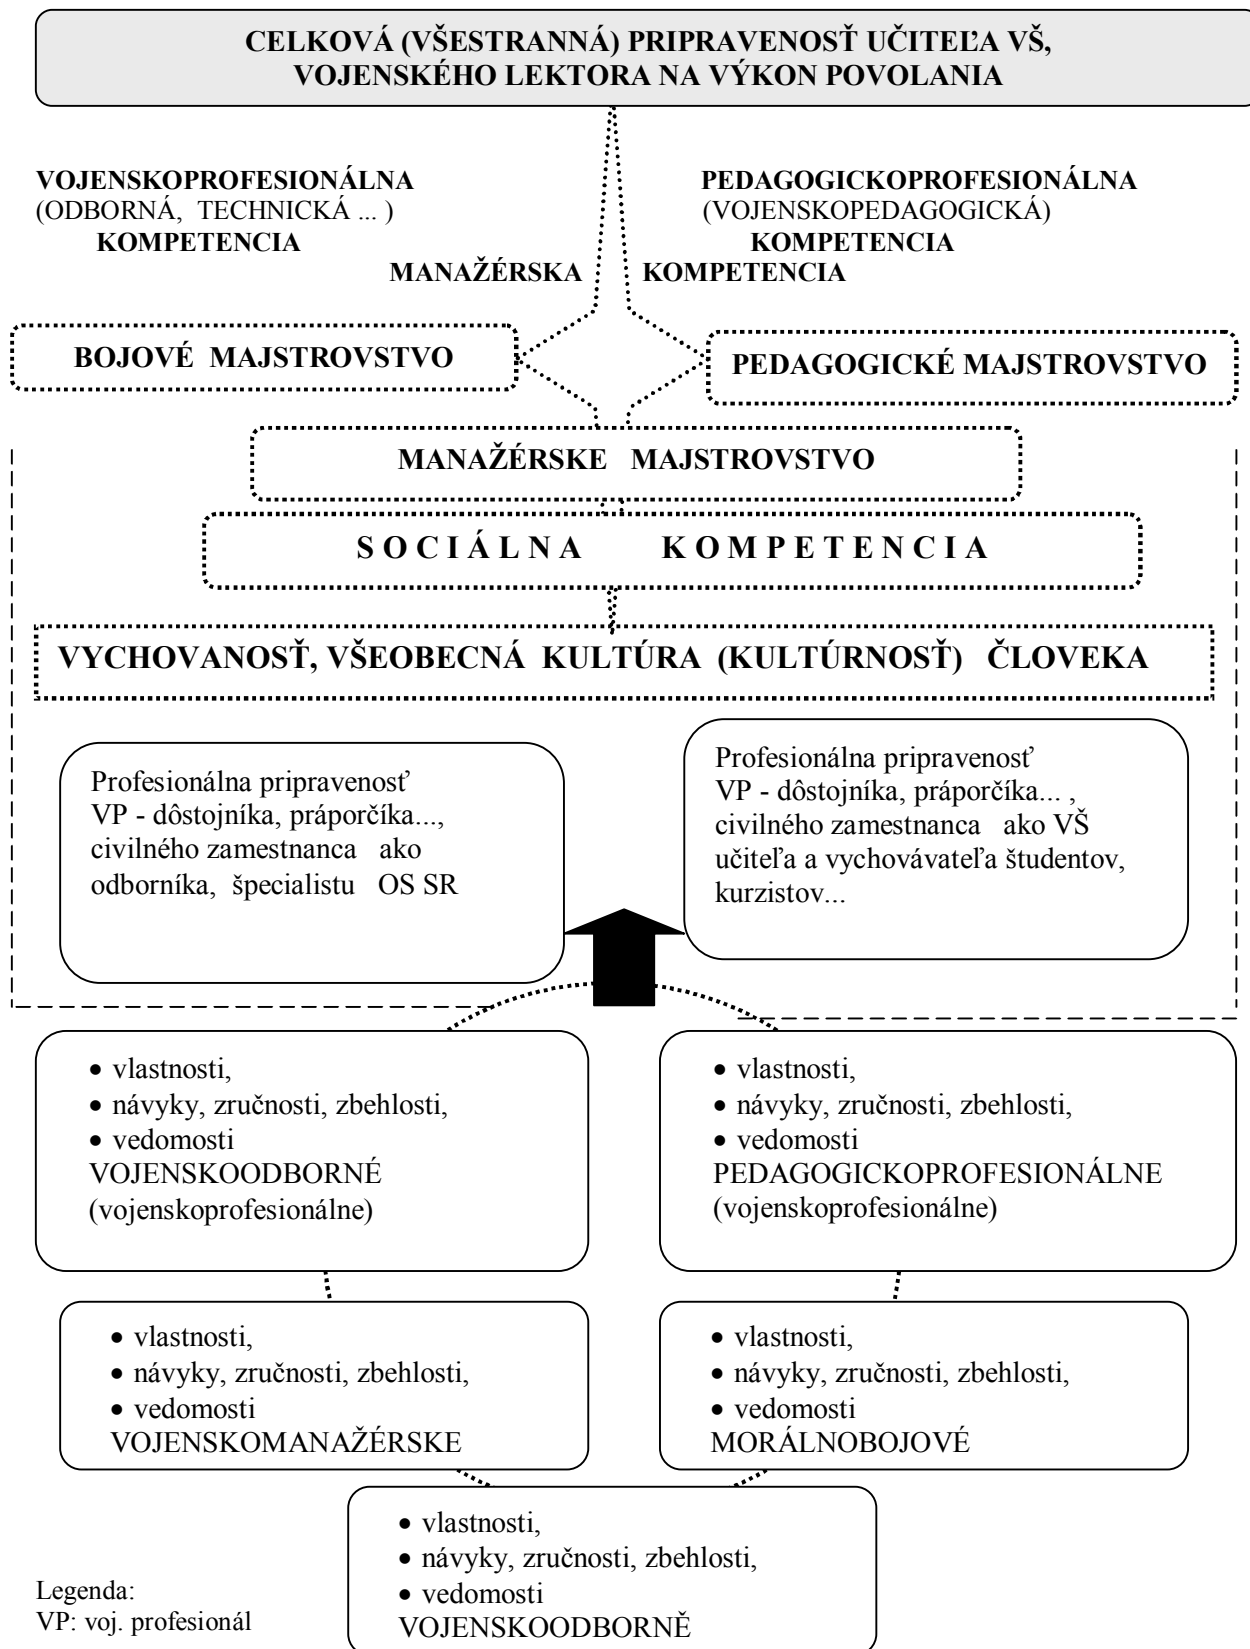 CELKOVÁ (VŠESTRANNÁ) PRIPRAVENOSŤ UČITEĽA VŠ,
VOJENSKÉHO LEKTORA NA VÝKON POVOLANIA
VOJENSKOPROFESIONÁLNA
(ODBORNÁ, TECHNICKÁ ... )
KOMPETENCIA
PEDAGOGICKOPROFESIONÁLNA
(VOJENSKOPEDAGOGICKÁ)
KOMPETENCIA
MANAŽÉRSKA KOMPETENCIA
BOJOVÉ MAJSTROVSTVO
PEDAGOGICKÉ MAJSTROVSTVO
MANAŽÉRSKE MAJSTROVSTVO
S O C I Á L N A K O M P E T E N C I A
VYCHOVANOSŤ, VŠEOBECNÁ KULTÚRA (KULTÚRNOSŤ) ČLOVEKA
Profesionálna pripravenosť
VP - dôstojníka, práporčíka...,
civilného zamestnanca ako
odborníka, špecialistu OS SR
Profesionálna pripravenosť
VP - dôstojníka, práporčíka... ,
civilného zamestnanca ako VŠ
učiteľa a vychovávateľa študentov,
kurzistov...
• vlastnosti,
• návyky, zručnosti, zbehlosti,
• vedomosti
VOJENSKOODBORNÉ
(vojenskoprofesionálne)
• vlastnosti,
• návyky, zručnosti, zbehlosti,
• vedomosti
PEDAGOGICKOPROFESIONÁLNE
(vojenskoprofesionálne)
• vlastnosti,
• návyky, zručnosti, zbehlosti,
• vedomosti
VOJENSKOMANAŽÉRSKE
• vlastnosti,
• návyky, zručnosti, zbehlosti,
• vedomosti
MORÁLNOBOJOVÉ
• vlastnosti,
• návyky, zručnosti, zbehlosti,
• vedomosti
VOJENSKOODBORNĚ
Legenda:
VP: voj. profesionál